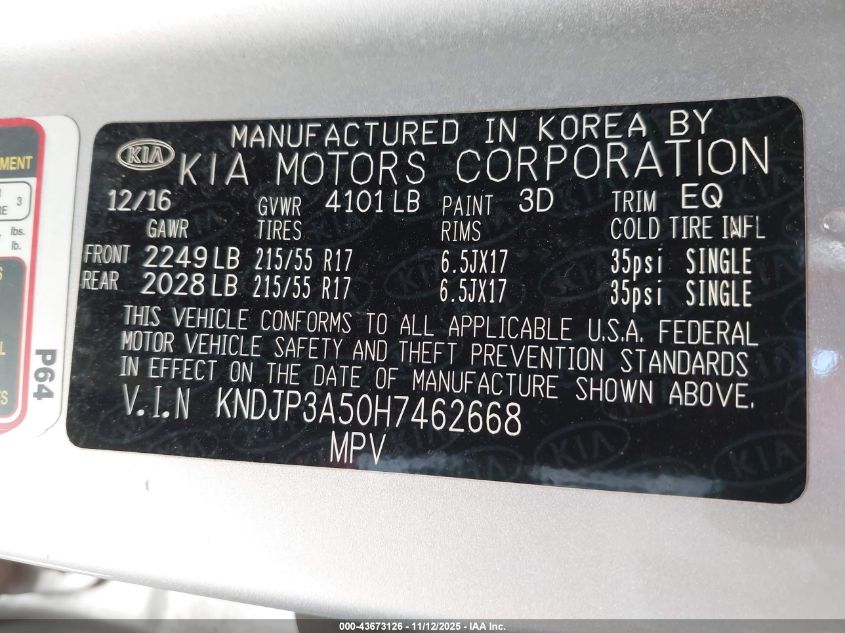 MANUFACTURED IN KOREA BY
KIA KIA MOTORS CORPORATION
12/16 GVWR 4101 LB PAINT 3D TRIM EQ
GAWR TIRES RIMS COLD TIRE INFL
FRONT 2249 LB 215/55 R17 6.5JX17 35psi SINGLE
REAR 2028 LB 215/55 R17 6.5JX17 35psi SINGLE
THIS VEHICLE CONFORMS TO ALL APPLICABLE U.S.A. FEDERAL
MOTOR VEHICLE SAFETY AND THEFT PREVENTION STANDARDS
IN EFFECT ON THE DATE OF MANUFACTURE SHOWN ABOVE.
V.I.N KNDJP3A50H7462668
MPV
MENT
3
lbs.
lb.
P64
000-43673126 - 11/12/2025 - IAA Inc.